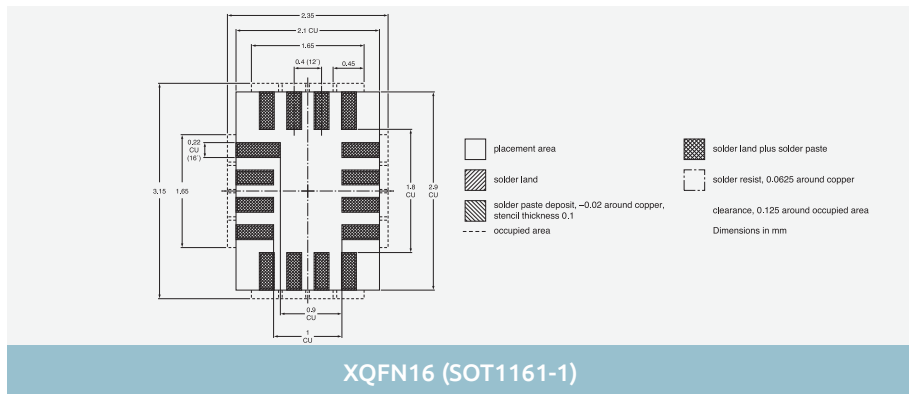 2.35
2.1 CU
1.65
0.4 (12˙)
0.45
0.22
CU
(16˙)
3.15
1.65
1.8
CU
2.9
CU
0.9
CU
1
CU
placement area
solder land
solder paste deposit, –0.02 around copper,
stencil thickness 0.1
occupied area
solder land plus solder paste
solder resist, 0.0625 around copper
clearance, 0.125 around occupied area
Dimensions in mm
XQFN16 (SOT1161-1)